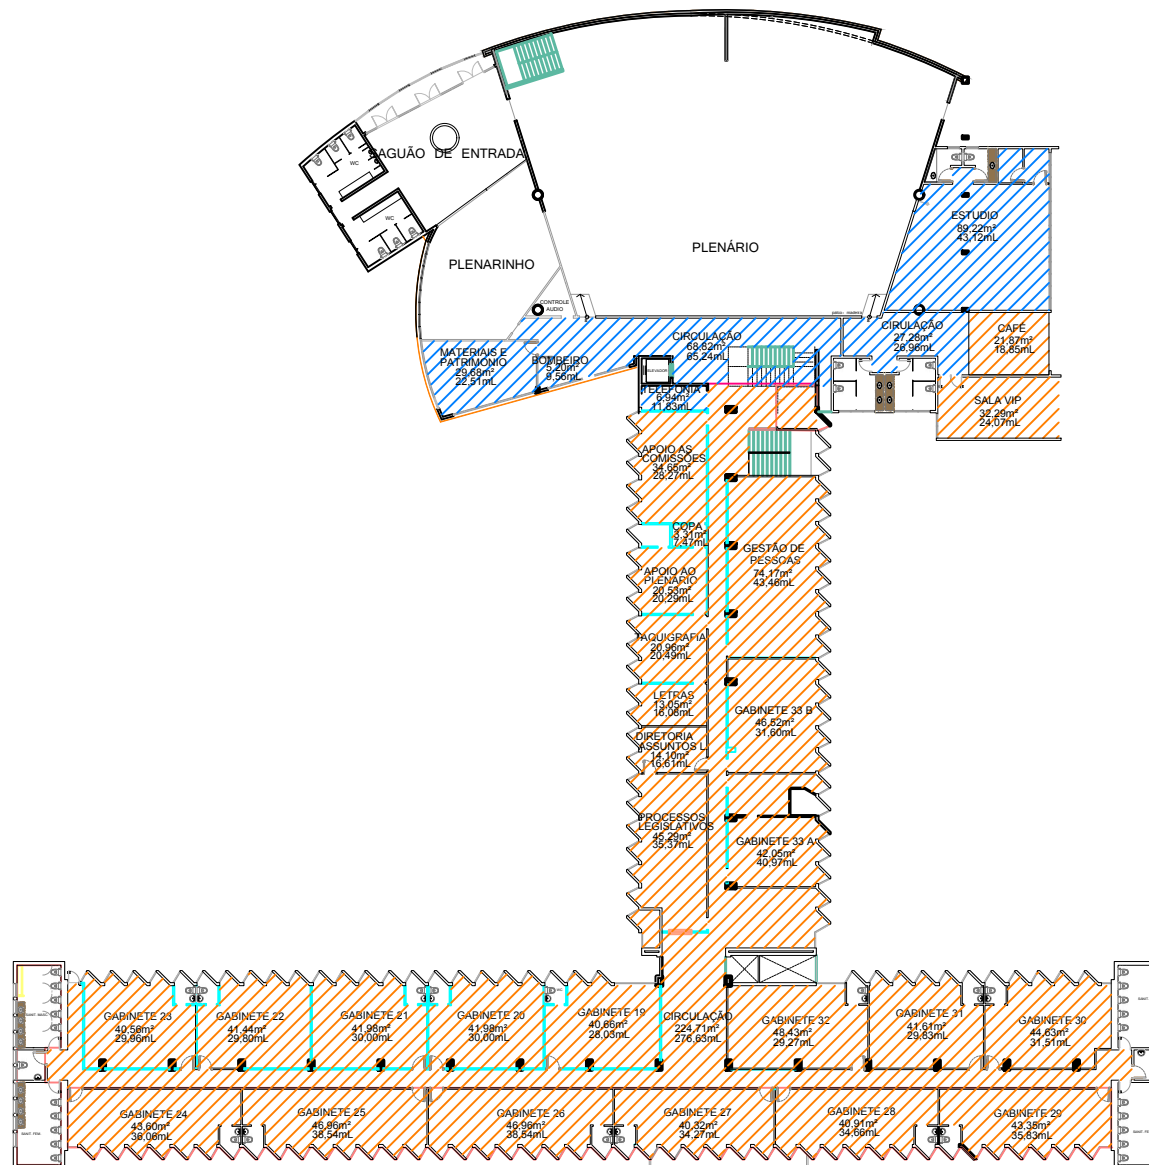 SAGUÃO DE ENTRADA
WC
WC
PLENARINHO
PLENÁRIO
CONTROLE
AUDIO
ESTUDIO
89,22m²
43,12mL
CIRCULAÇÃO
68,82m²
65,24mL
CIRULAÇÃO
27,28m²
26,98mL
CAFÉ
21,87m²
18,85mL
MATERIAIS E
PATRIMONIO
29,68m²
22,51mL
BOMBEIRO
5,20m²
9,56mL
ELEVADOR
TELEFONIA
6,94m²
11,83mL
SALA VIP
32,29m²
24,07mL
APOIO AS
COMISSÕES
34,65m²
28,27mL
COPA
3,31m²
7,47mL
GESTÃO DE
PESSOAS
74,17m²
43,46mL
APOIO AO
PLENÁRIO
20,53m²
20,29mL
TAQUIGRAFIA
20,96m²
20,49mL
LETRAS
13,05m²
16,08mL
GABINETE 33 B
46,52m²
31,60mL
DIRETORIA
ASSUNTOS L
14,10m²
16,61mL
PROCESSOS
LEGISLATIVOS
45,29m²
35,37mL
GABINETE 33 A
42,05m²
40,97mL
GABINETE 23
40,56m²
29,96mL
GABINETE 22
41,44m²
29,80mL
GABINETE 21
41,98m²
30,00mL
GABINETE 20
41,98m²
30,00mL
GABINETE 19
40,66m²
28,03mL
CIRCULAÇÃO
224,71m²
276,63mL
GABINETE 32
48,43m²
29,27mL
GABINETE 31
41,61m²
29,83mL
GABINETE 30
44,63m²
31,51mL
GABINETE 24
43,60m²
36,08mL
GABINETE 25
46,96m²
38,54mL
GABINETE 26
46,96m²
38,54mL
GABINETE 27
40,32m²
34,27mL
GABINETE 28
40,91m²
34,66mL
GABINETE 29
43,35m²
35,83mL